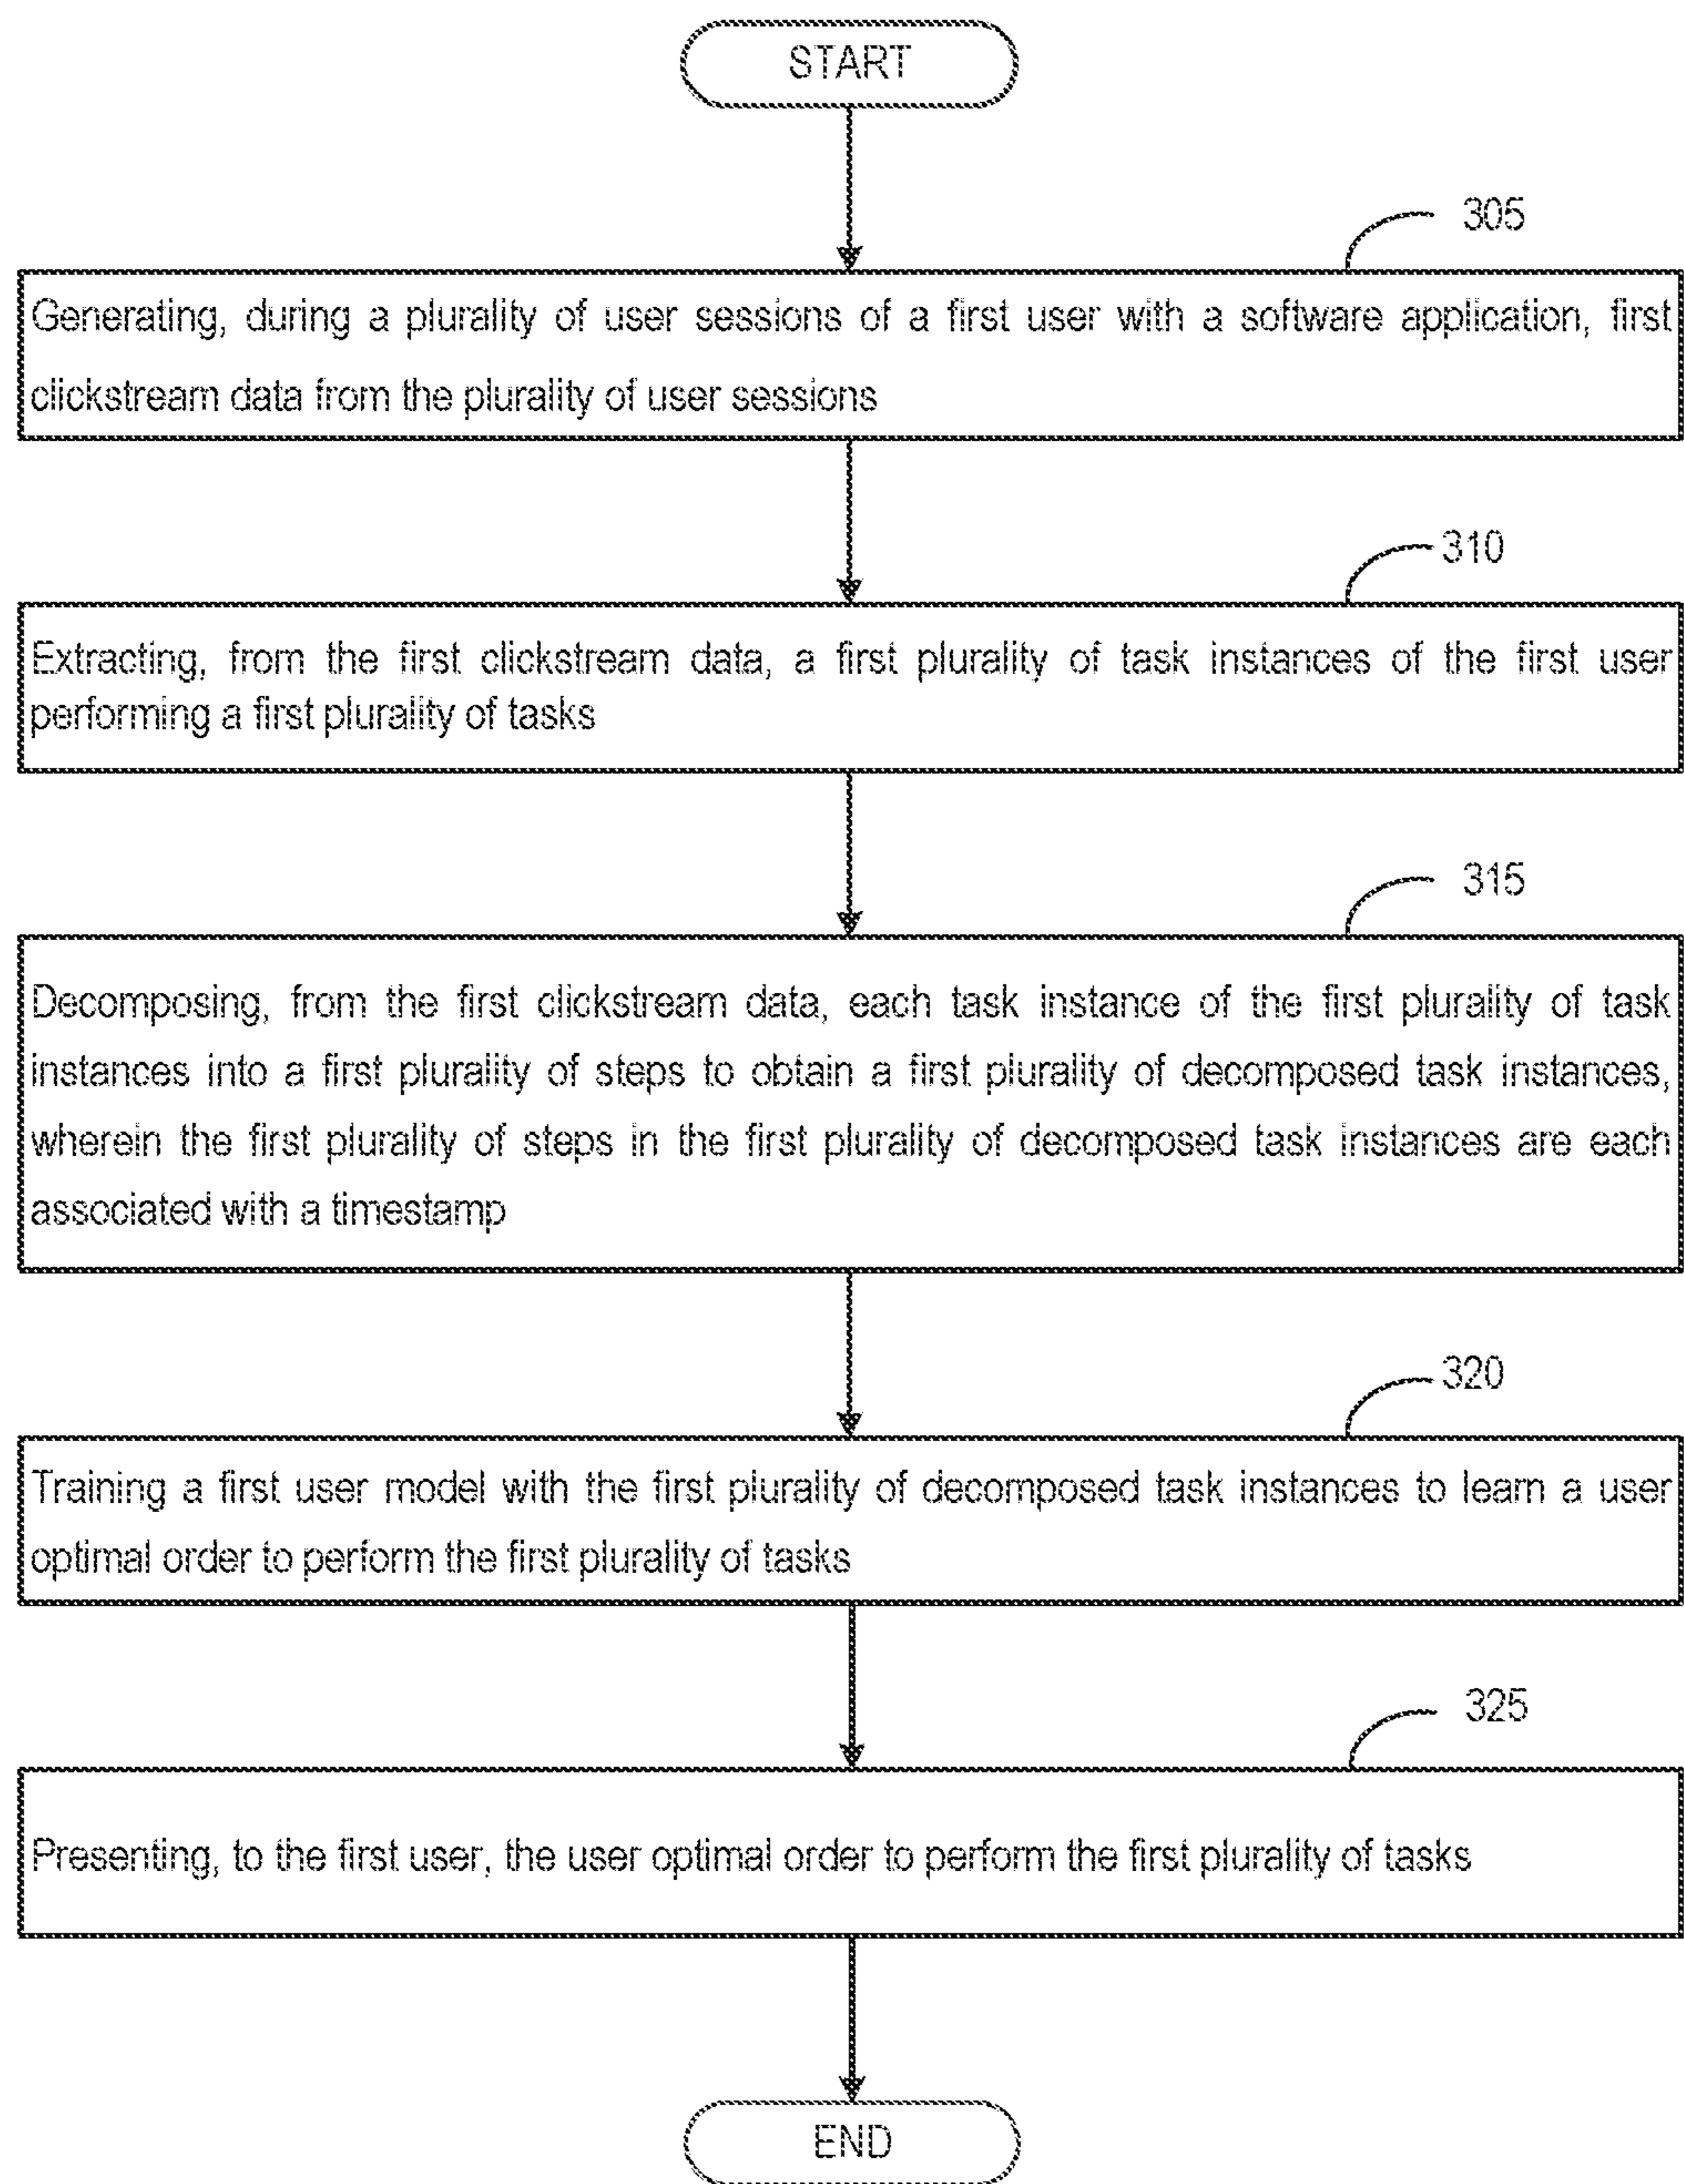 START
305
Generating, during a plurality of user sessions of a first user with a software application, first
clickstream data from the plurality of user sessions
310
Extracting, from the first clickstream data, a first plurality of task instances of the first user
performing a first plurality of tasks
315
Decomposing, from the first clickstream data, each task instance of the first plurality of task
instances into a first plurality of steps to obtain a first plurality of decomposed task instances,
wherein the first plurality of steps in the first plurality of decomposed task instances are each
associated with a timestamp
320
Training a first user model with the first plurality of decomposed task instances to learn a user
optimal order to perform the first plurality of tasks
325
Presenting, to the first user, the user optimal order to perform the first plurality of tasks
END